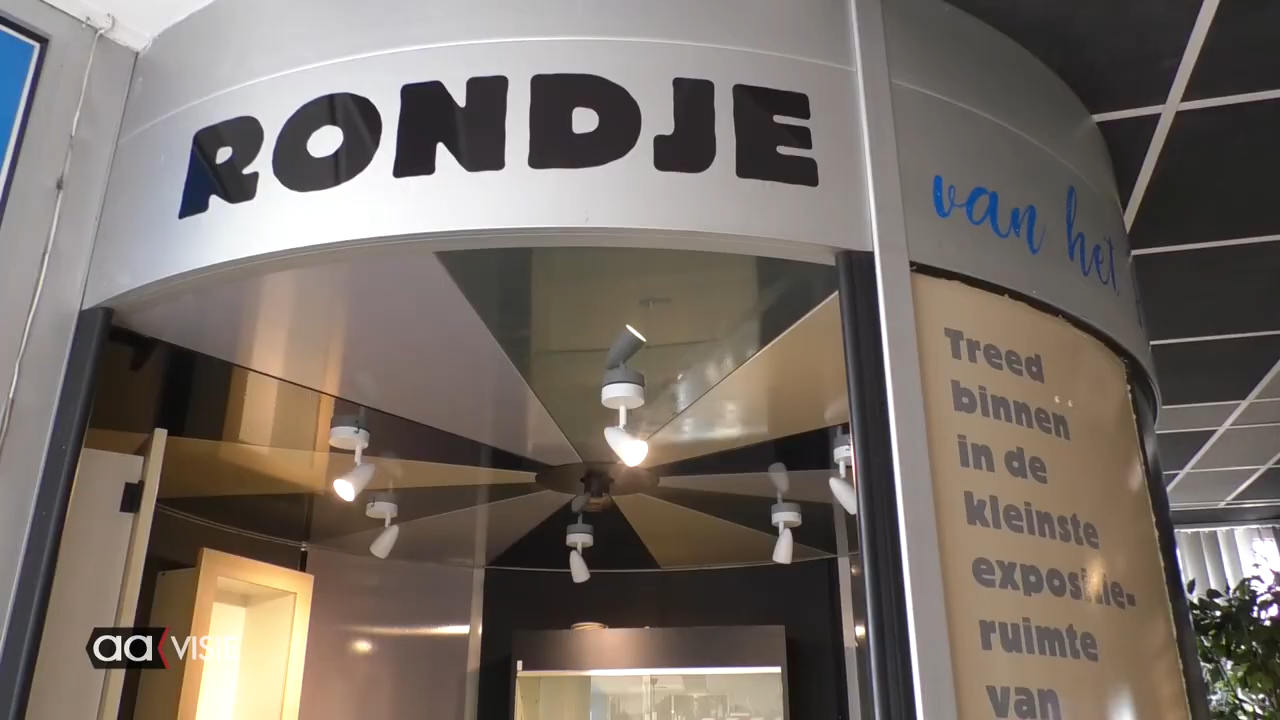 RONDJE
van het
Treed
binnen
in de
kleinste
expositie-
ruimte
van
aa VISIE